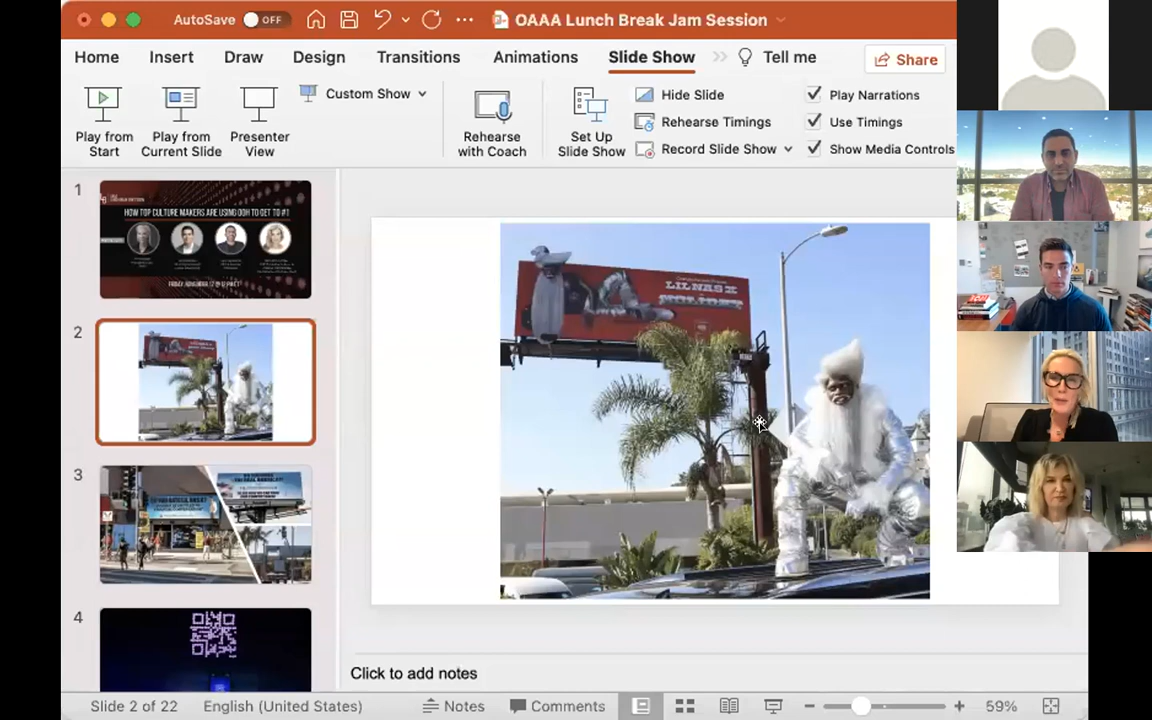 AutoSave OFF
OAAA Lunch Break Jam Session
Home Insert Draw Design Transitions Animations Slide Show Tell me Share
Play from Start
Play from Current Slide
Presenter View
Custom Show
Rehearse with Coach
Set Up Slide Show
Hide Slide
Rehearse Timings
Record Slide Show
Play Narrations
Use Timings
Show Media Controls
1
HOW TOP CULTURE MAKERS ARE USING OOH TO GET TO #1
2
3
4
LIL NAS X
HOLIDAY
Click to add notes
Slide 2 of 22 English (United States) Notes Comments 59%